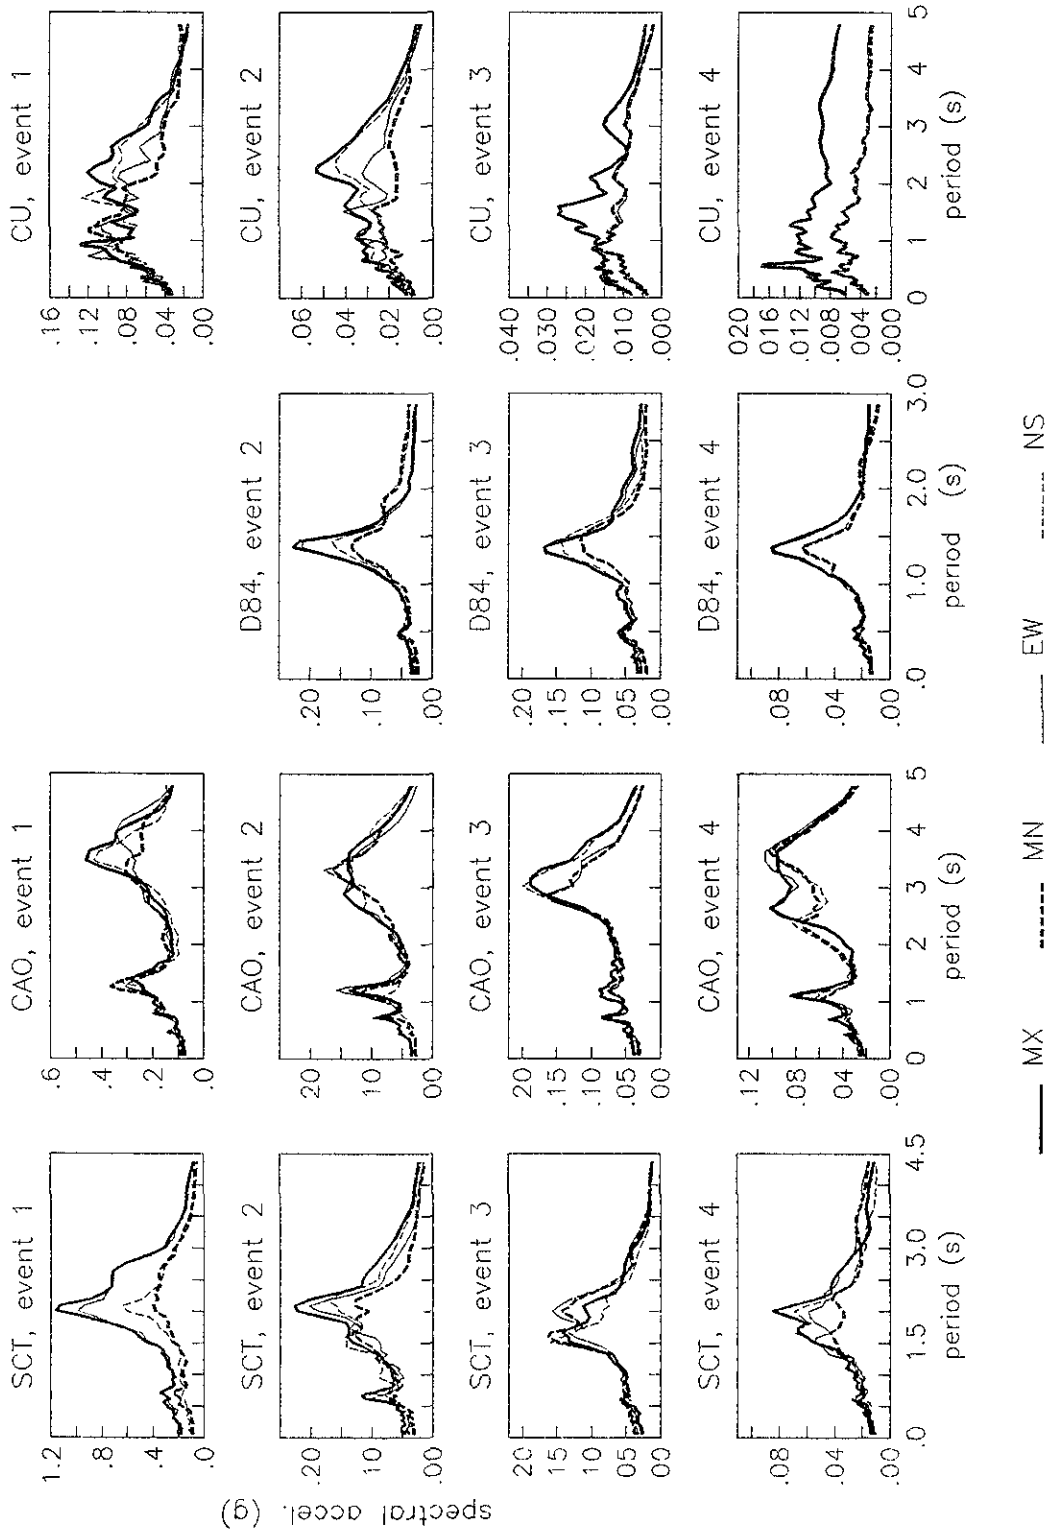 SCT, event 1
CAO, event 1
CU, event 1
1.2
.8
.4
.0
.6
.4
.2
.0
.16
.12
.08
.04
.00
SCT, event 2
CAO, event 2
D84, event 2
CU, event 2
spectral accel. (g)
.20
.10
.00
.20
.10
.00
.20
.10
.00
.06
.04
.02
.00
SCT, event 3
CAO, event 3
D84, event 3
CU, event 3
.20
.15
.10
.05
.00
.20
.15
.10
.05
.00
.20
.15
.10
.05
.00
.040
.030
.020
.010
.000
SCT, event 4
CAO, event 4
D84, event 4
CU, event 4
.08
.04
.00
.12
.08
.04
.00
.08
.04
.00
.020
.016
.012
.008
.004
.000
.0 1.5 3.0 4.5
0 1 2 3 4 5
.0 1.0 2.0 3.0
0 1 2 3 4 5
period (s)
period (s)
period (s)
period (s)
MX MN EW NS